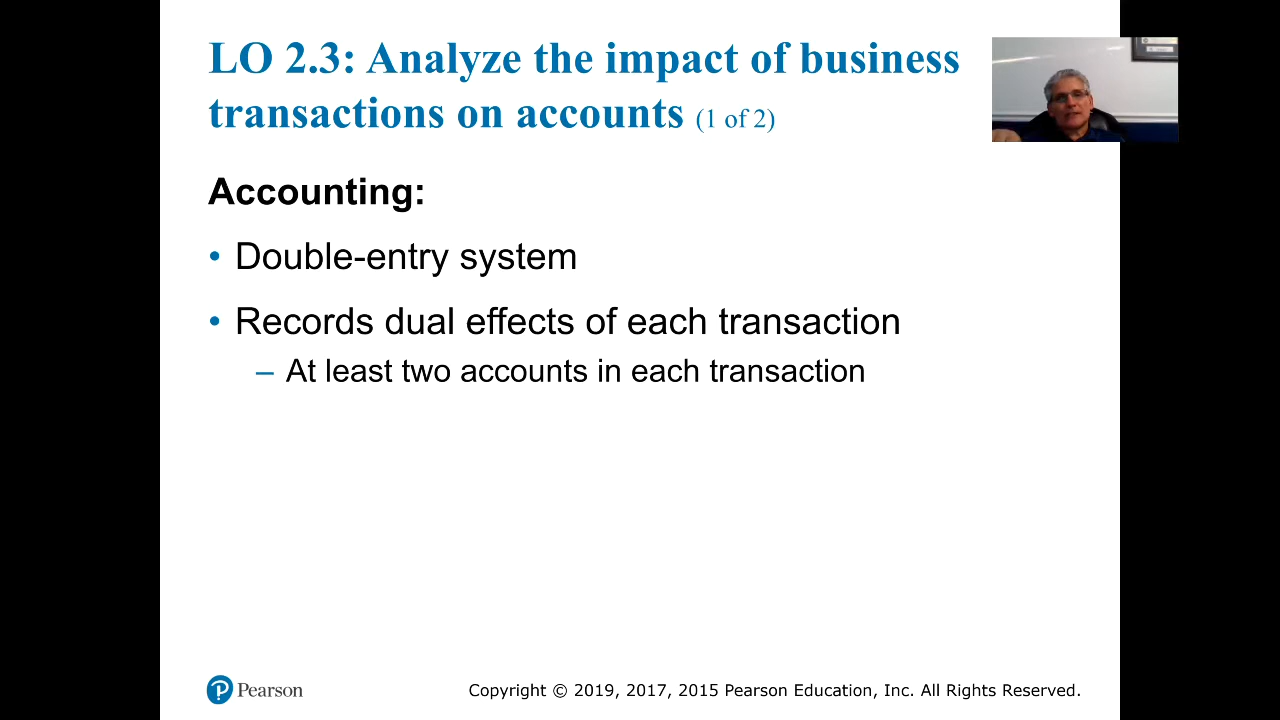 LO 2.3: Analyze the impact of business
transactions on accounts (1 of 2)
Accounting:
• Double-entry system
• Records dual effects of each transaction
– At least two accounts in each transaction
Pearson
Copyright © 2019, 2017, 2015 Pearson Education, Inc. All Rights Reserved.